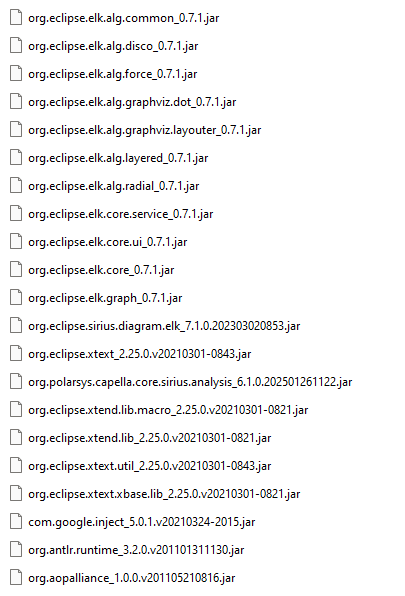 org.eclipse.elk.alg.common_0.7.1.jar
org.eclipse.elk.alg.disco_0.7.1.jar
org.eclipse.elk.alg.force_0.7.1.jar
org.eclipse.elk.alg.graphviz.dot_0.7.1.jar
org.eclipse.elk.alg.graphviz.layouter_0.7.1.jar
org.eclipse.elk.alg.layered_0.7.1.jar
org.eclipse.elk.alg.radial_0.7.1.jar
org.eclipse.elk.core.service_0.7.1.jar
org.eclipse.elk.core.ui_0.7.1.jar
org.eclipse.elk.core_0.7.1.jar
org.eclipse.elk.graph_0.7.1.jar
org.eclipse.sirius.diagram.elk_7.1.0.202303020853.jar
org.eclipse.xtext_2.25.0.v20210301-0843.jar
org.polarsys.capella.core.sirius.analysis_6.1.0.202501261122.jar
org.eclipse.xtend.lib.macro_2.25.0.v20210301-0821.jar
org.eclipse.xtend.lib_2.25.0.v20210301-0821.jar
org.eclipse.xtext.util_2.25.0.v20210301-0843.jar
org.eclipse.xtext.xbase.lib_2.25.0.v20210301-0821.jar
com.google.inject_5.0.1.v20210324-2015.jar
org.antlr.runtime_3.2.0.v201101311130.jar
org.aopalliance_1.0.0.v201105210816.jar